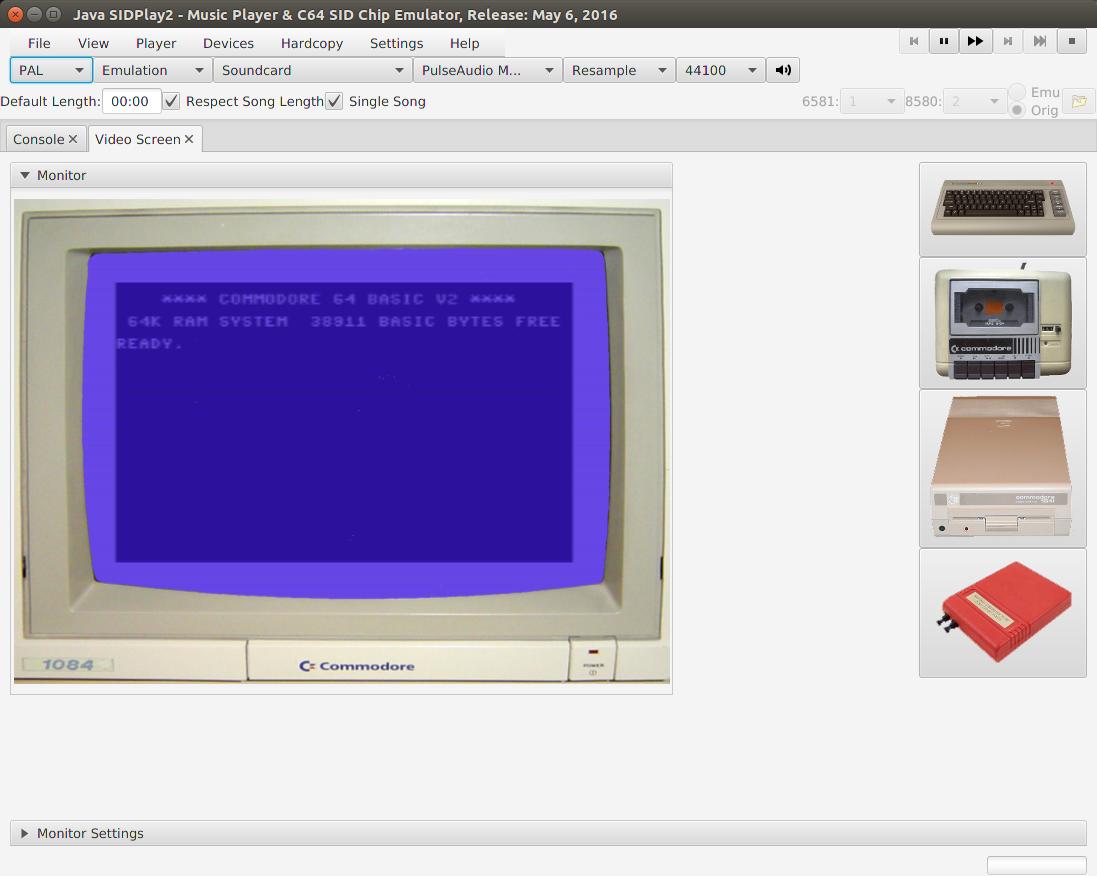 Java SIDPlay2 - Music Player & C64 SID Chip Emulator, Release: May 6, 2016
File View Player Devices Hardcopy Settings Help
PAL Emulation Soundcard PulseAudio M... Resample 44100
Default Length: 00:00 Respect Song Length Single Song 6581: 1 8580: 2 Emu
Orig
Console Video Screen
Monitor
**** COMMODORE 64 BASIC V2 ****
64K RAM SYSTEM 38911 BASIC BYTES FREE
READY.
commodore
commodore
1084 Commodore POWER
Monitor Settings